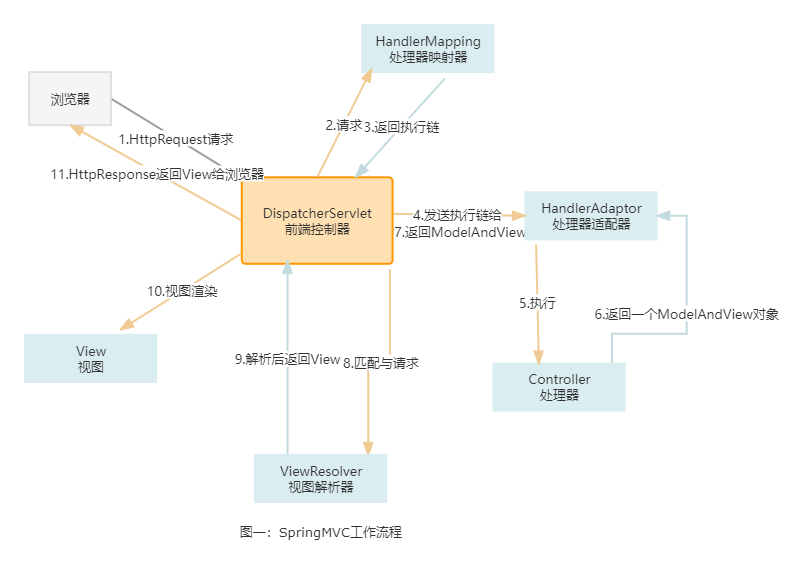 HandlerMapping
处理器映射器
浏览器
1.HttpRequest请求
2.请求
3.返回执行链
11.HttpResponse返回View给浏览器
DispatcherServlet
前端控制器
4.发送执行链给
7.返回ModelAndView
HandlerAdaptor
处理器适配器
10.视图渲染
5.执行
6.返回一个ModelAndView对象
View
视图
9.解析后返回View
8.匹配与请求
Controller
处理器
ViewResolver
视图解析器
图一：SpringMVC工作流程